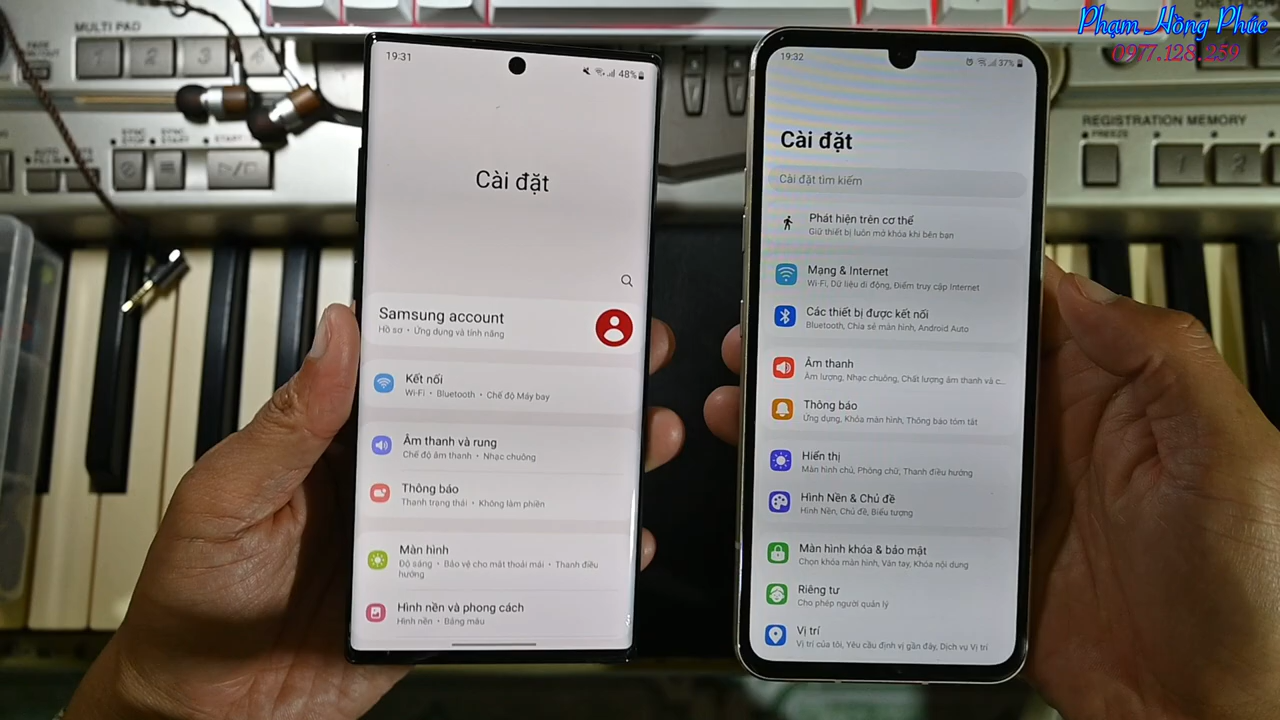 Phạm Hồng Phúc
0977.128.259
MULTI PAD
1
2
3
4
START
REGISTRATION MEMORY
FREEZE
1
2
19:31
48%
Cài đặt
Samsung account
Hồ sơ • Ứng dụng và tính năng
Kết nối
Wi-Fi • Bluetooth • Chế độ Máy bay
Âm thanh và rung
Chế độ âm thanh • Nhạc chuông
Thông báo
Thanh trạng thái • Không làm phiền
Màn hình
Độ sáng • Bảo vệ cho mắt thoải mái • Thanh điều
hướng
Hình nền và phong cách
Hình nền • Bảng màu
19:32
37%
Cài đặt
Cài đặt tìm kiếm
Phát hiện trên cơ thể
Giữ thiết bị luôn mở khóa khi bên bạn
Mạng & Internet
Wi-Fi, Dữ liệu di động, Điểm truy cập Internet
Các thiết bị được kết nối
Bluetooth, Chia sẻ màn hình, Android Auto
Âm thanh
Âm lượng, Nhạc chuông, Chất lượng âm thanh và c...
Thông báo
Ứng dụng, Khóa màn hình, Thông báo tóm tắt
Hiển thị
Màn hình chủ, Phông chữ, Thanh điều hướng
Hình Nền & Chủ đề
Hình Nền, Chủ đề, Biểu tượng
Màn hình khóa & bảo mật
Chọn khóa màn hình, Vân tay, Khóa nội dung
Riêng tư
Cho phép người quản lý
Vị trí
Vị trí của tôi, Yêu cầu định vị gần đây, Dịch vụ Vị trí